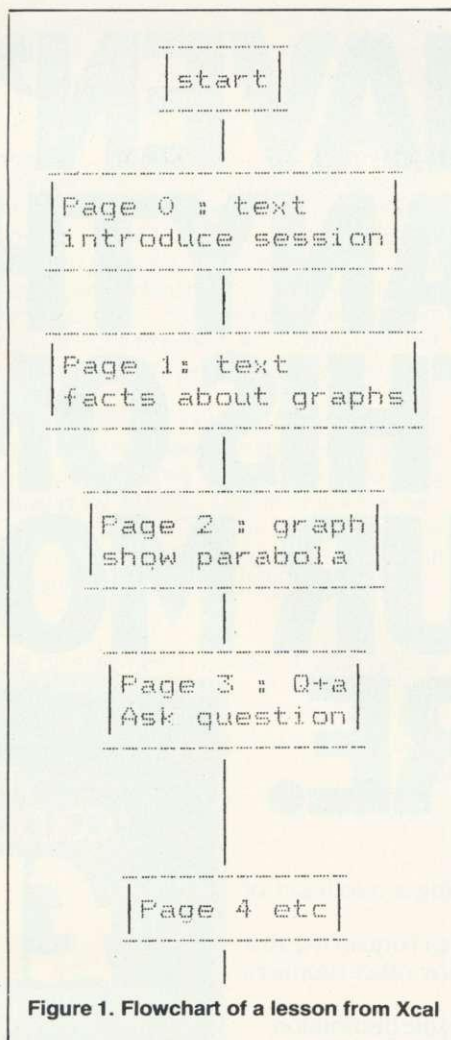 start
Page 0 : text
introduce session
Page 1: text
facts about graphs
Page 2 : graph
show parabola
Page 3 : Q+a
Ask question
Page 4 etc
Figure 1. Flowchart of a lesson from Xcal